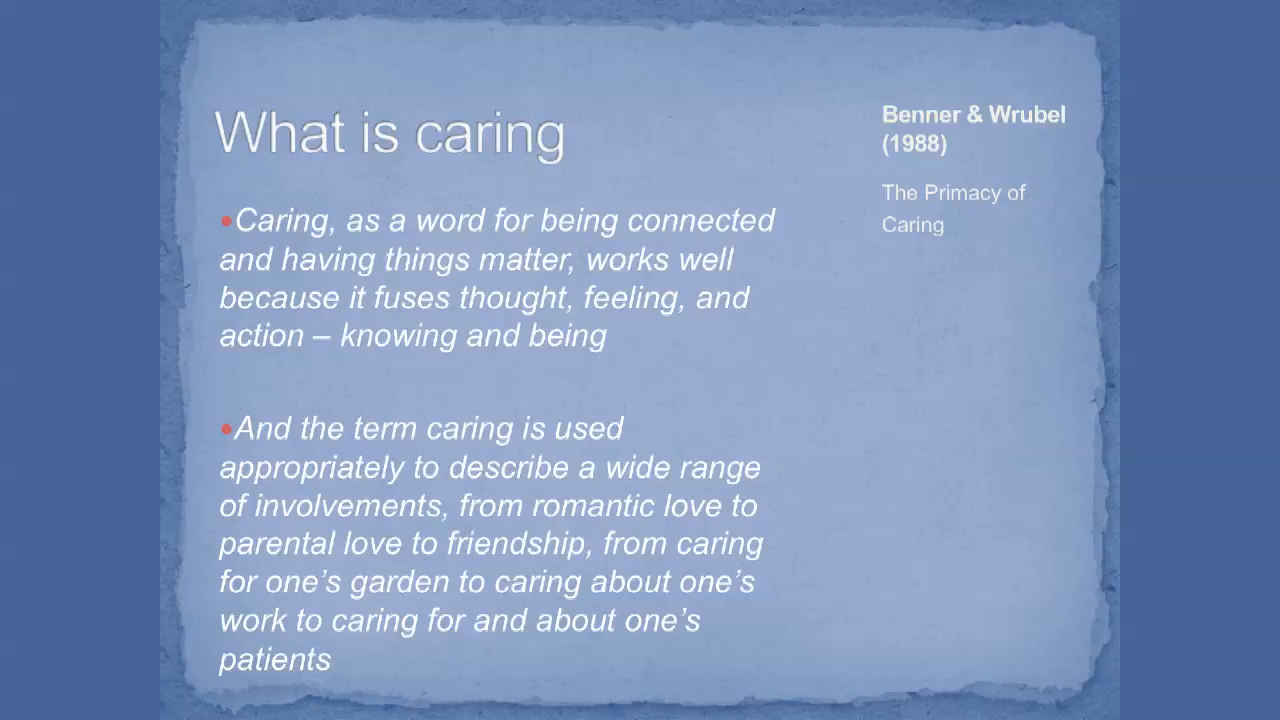 What is caring
•Caring, as a word for being connected
and having things matter, works well
because it fuses thought, feeling, and
action – knowing and being
•And the term caring is used
appropriately to describe a wide range
of involvements, from romantic love to
parental love to friendship, from caring
for one’s garden to caring about one’s
work to caring for and about one’s
patients
Benner & Wrubel
(1988)
The Primacy of
Caring